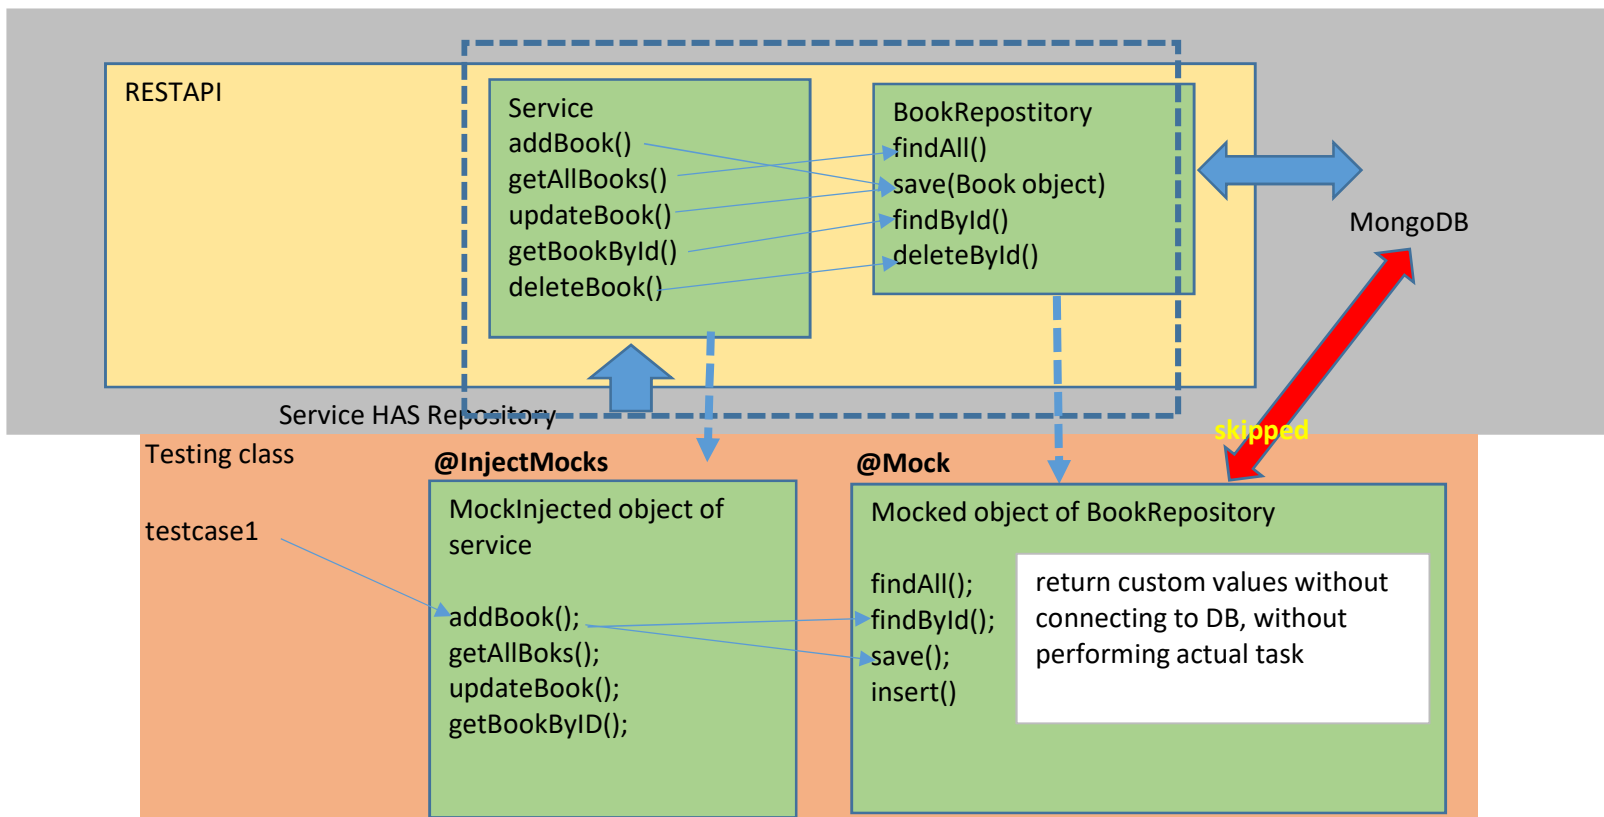 RESTAPI
Service
addBook()
getAllBooks()
updateBook()
getBookById()
deleteBook()
BookRepostitory
findAll()
save(Book object)
findById()
deleteById()
MongoDB
Service HAS Repository
skipped
Testing class
testcase1
@InjectMocks
MockInjected object of
service
addBook();
getAllBoks();
updateBook();
getBookByID();
@Mock
Mocked object of BookRepository
findAll();
findById();
save();
insert()
return custom values without
connecting to DB, without
performing actual task